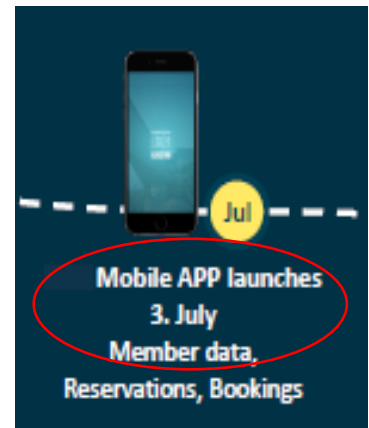 Jul
Mobile APP launches
3. July
Member data,
Reservations, Bookings